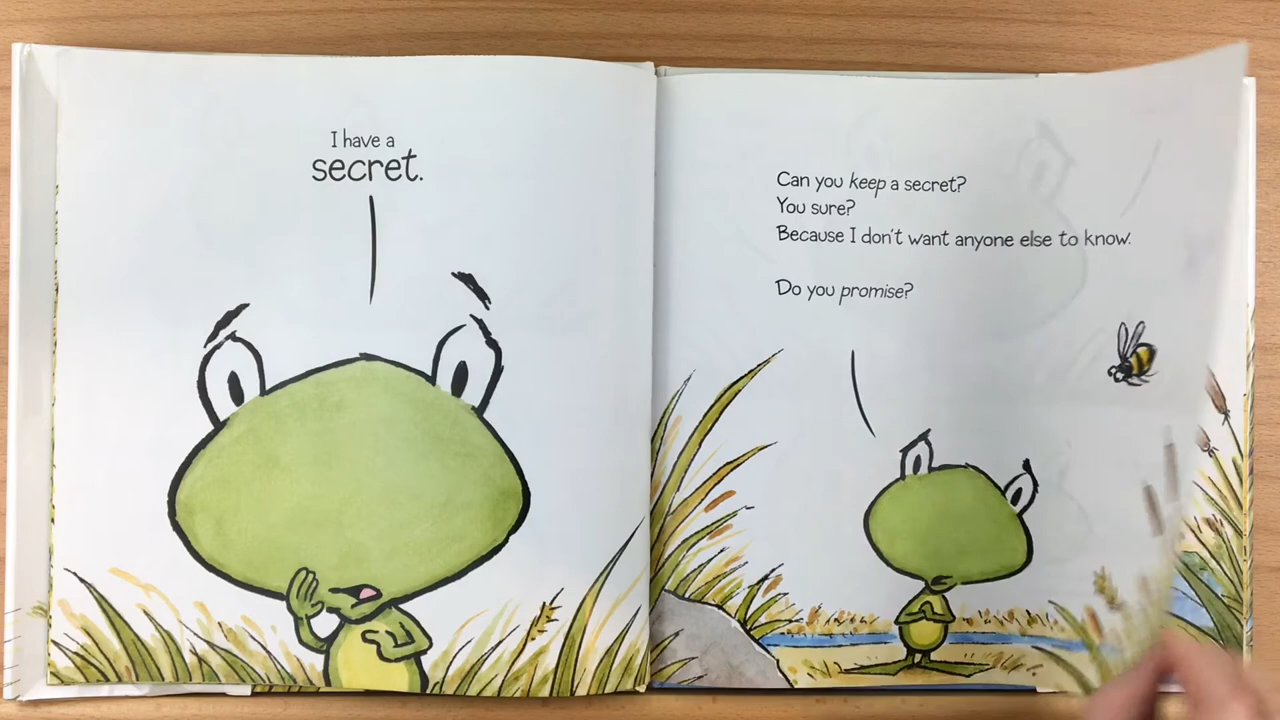 I have a
secret.
Can you keep a secret?
You sure?
Because I don't want anyone else to know.
Do you promise?